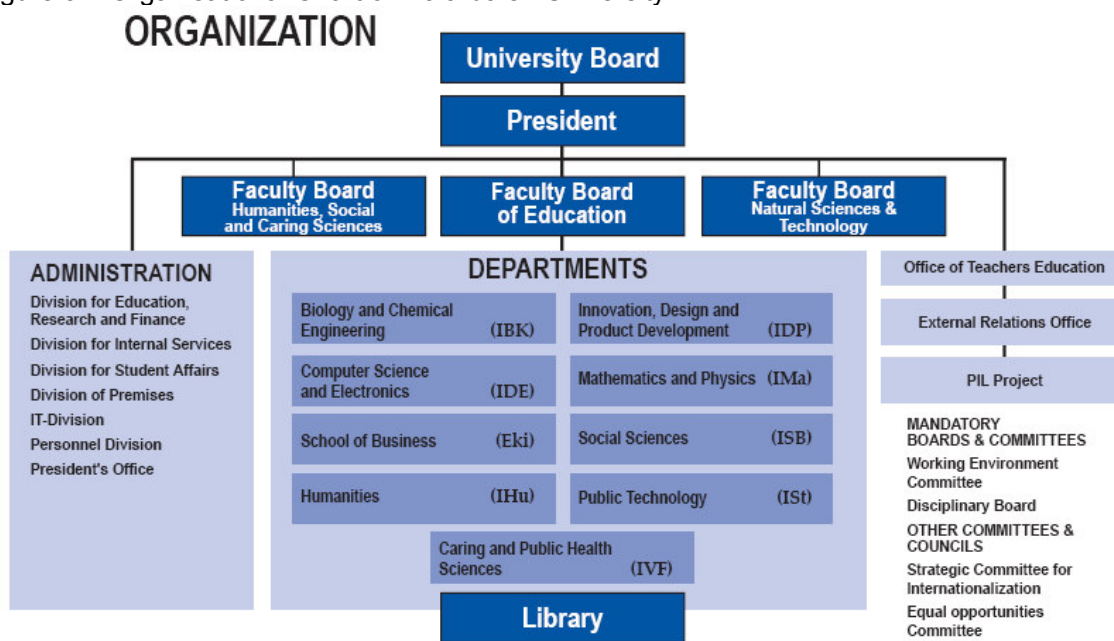 ORGANIZATION
University Board
President
Faculty Board
Humanities, Social
and Caring Sciences
Faculty Board
of Education
Faculty Board
Natural Sciences &
Technology
ADMINISTRATION
Division for Education,
Research and Finance
Division for Internal Services
Division for Student Affairs
Division of Premises
IT-Division
Personnel Division
President's Office
DEPARTMENTS
Biology and Chemical
Engineering (IBK)
Innovation, Design and
Product Development (IDP)
Computer Science
and Electronics (IDE)
Mathematics and Physics (IMa)
School of Business (Eki)
Social Sciences (ISB)
Humanities (IHu)
Public Technology (ISt)
Caring and Public Health
Sciences (IVF)
Library
Office of Teachers Education
External Relations Office
PIL Project
MANDATORY
BOARDS & COMMITTEES
Working Environment
Committee
Disciplinary Board
OTHER COMMITTEES &
COUNCILS
Strategic Committee for
Internationalization
Equal opportunities
Committee